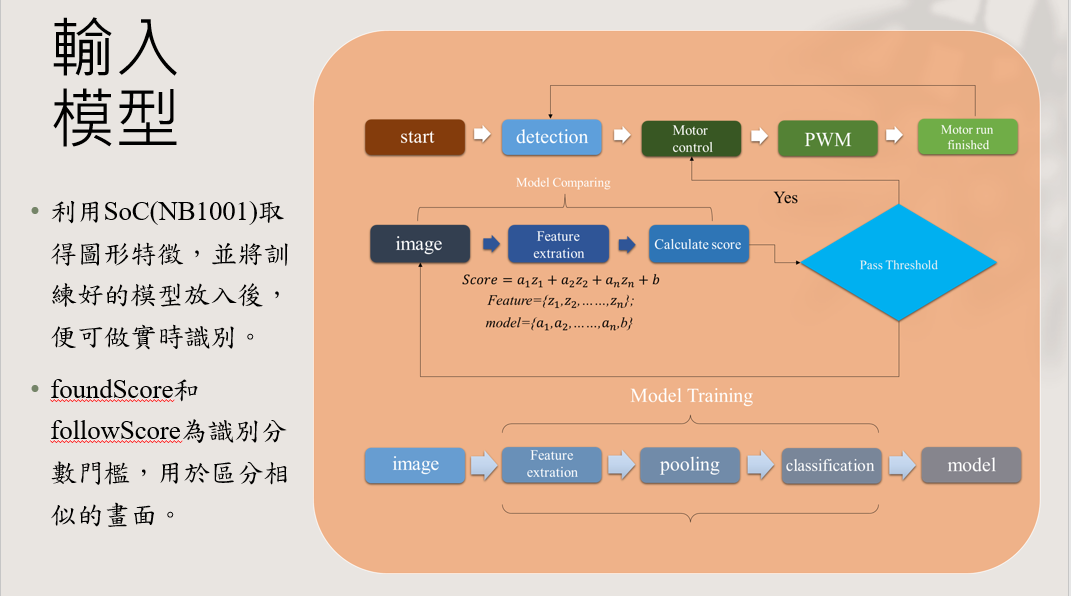 輸入
模型
• 利用SoC(NB1001)取
得圖形特徵，並將訓
練好的模型放入後，
便可做實時識別。
• foundScore和
followScore為識別分
數門檻，用於區分相
似的畫面。
start
detection
Motor
control
PWM
Motor run
finished
Model Comparing
Yes
image
Feature
extration
Calculate score
Pass Threshold
Score = a₁z₁ + a₂z₂ + aₙzₙ + b
Feature={z₁,z₂,……,zₙ};
model={a₁,a₂,……,aₙ,b}
Model Training
image
Feature
extration
pooling
classification
model